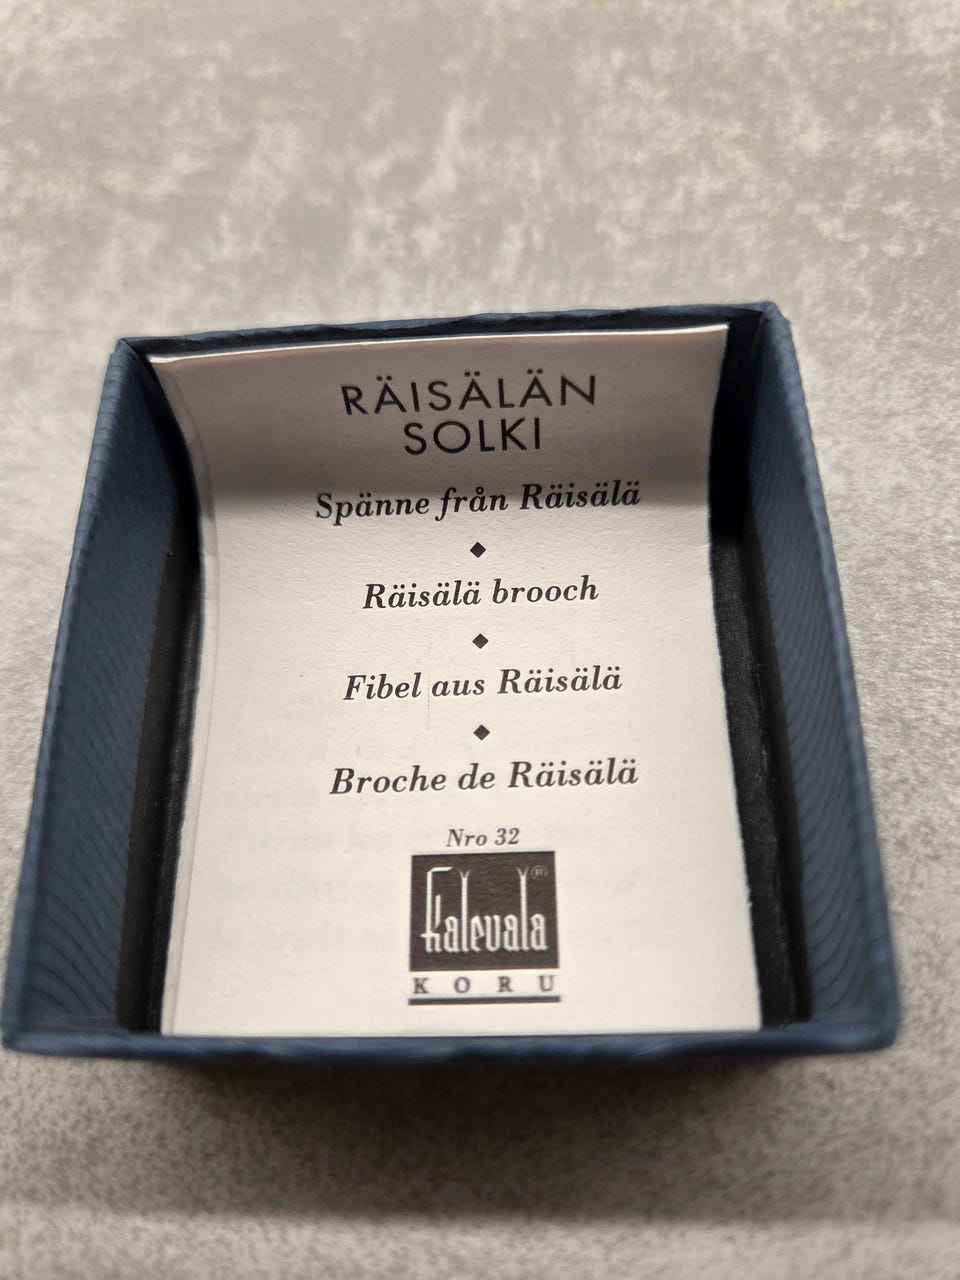 RÄISÄLÄN
SOLKI
Spänne från Räisälä
◆
Räisälä brooch
◆
Fibel aus Räisälä
◆
Broche de Räisälä
Nro 32
Kalevala ®
KORU